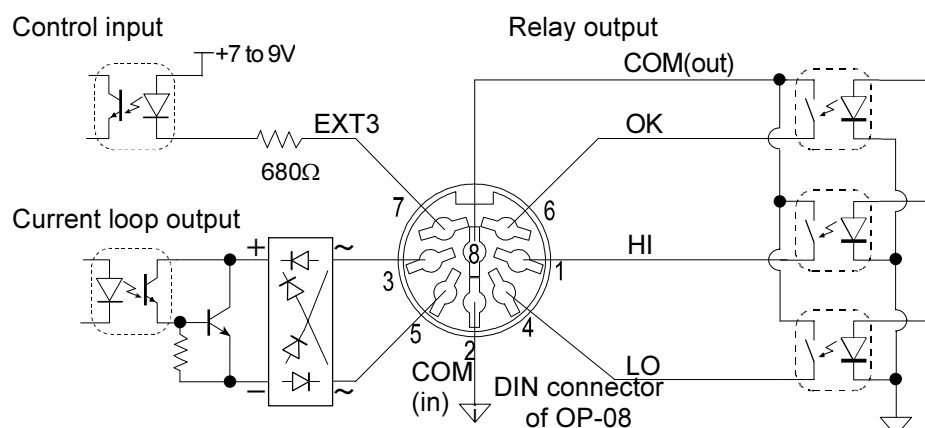 Control input
+7 to 9V
EXT3
680Ω
Relay output
COM(out)
OK
HI
LO
Current loop output
+ ~
− ~
7 6
8
3 1
5 4
2
COM
(in)
DIN connector
of OP-08